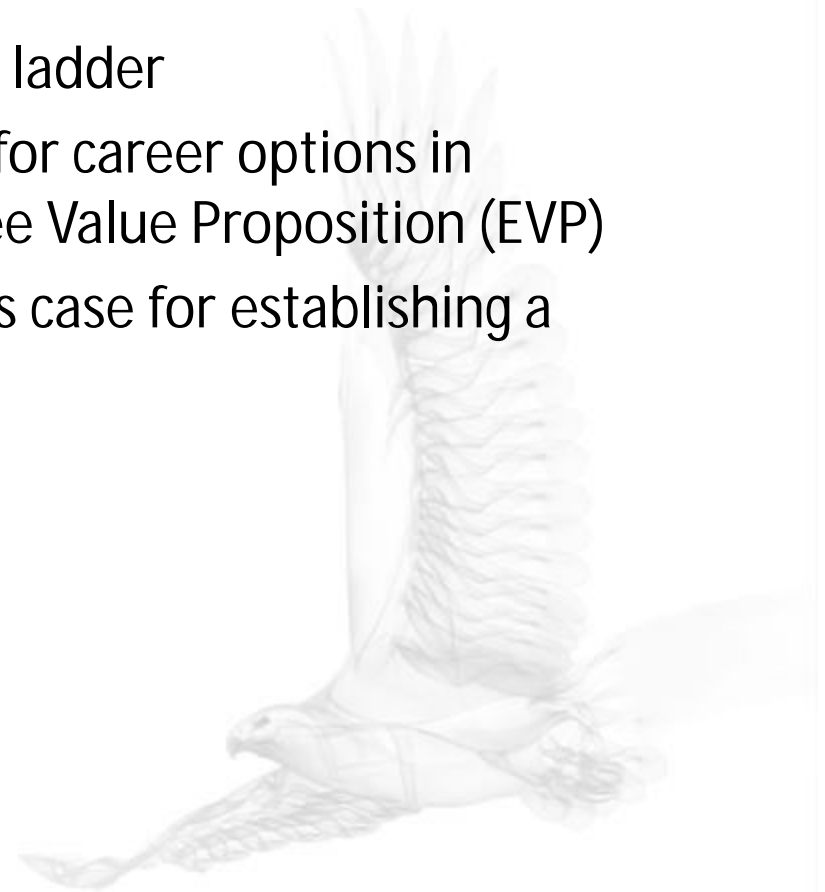 ladder
for career options in
ee Value Proposition (EVP)
s case for establishing a